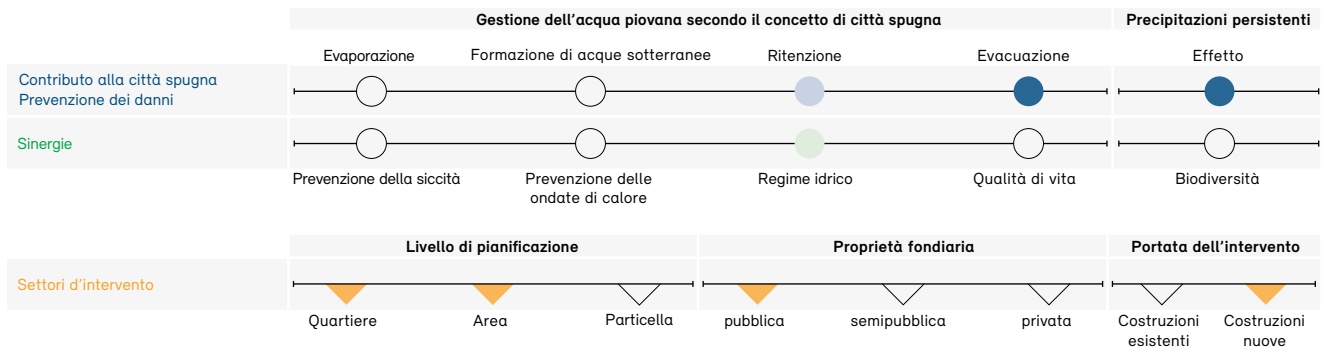 Gestione dell'acqua piovana secondo il concetto di città spugna
Precipitazioni persistenti
Evaporazione
Formazione di acque sotterranee
Ritenzione
Evacuazione
Effetto
Contributo alla città spugna
Prevenzione dei danni
Sinergie
Prevenzione della siccità
Prevenzione delle
ondate di calore
Regime idrico
Qualità di vita
Biodiversità
Livello di pianificazione
Proprietà fondiaria
Portata dell'intervento
Settori d'intervento
Quartiere
Area
Particella
pubblica
semipubblica
privata
Costruzioni
esistenti
Costruzioni
nuove